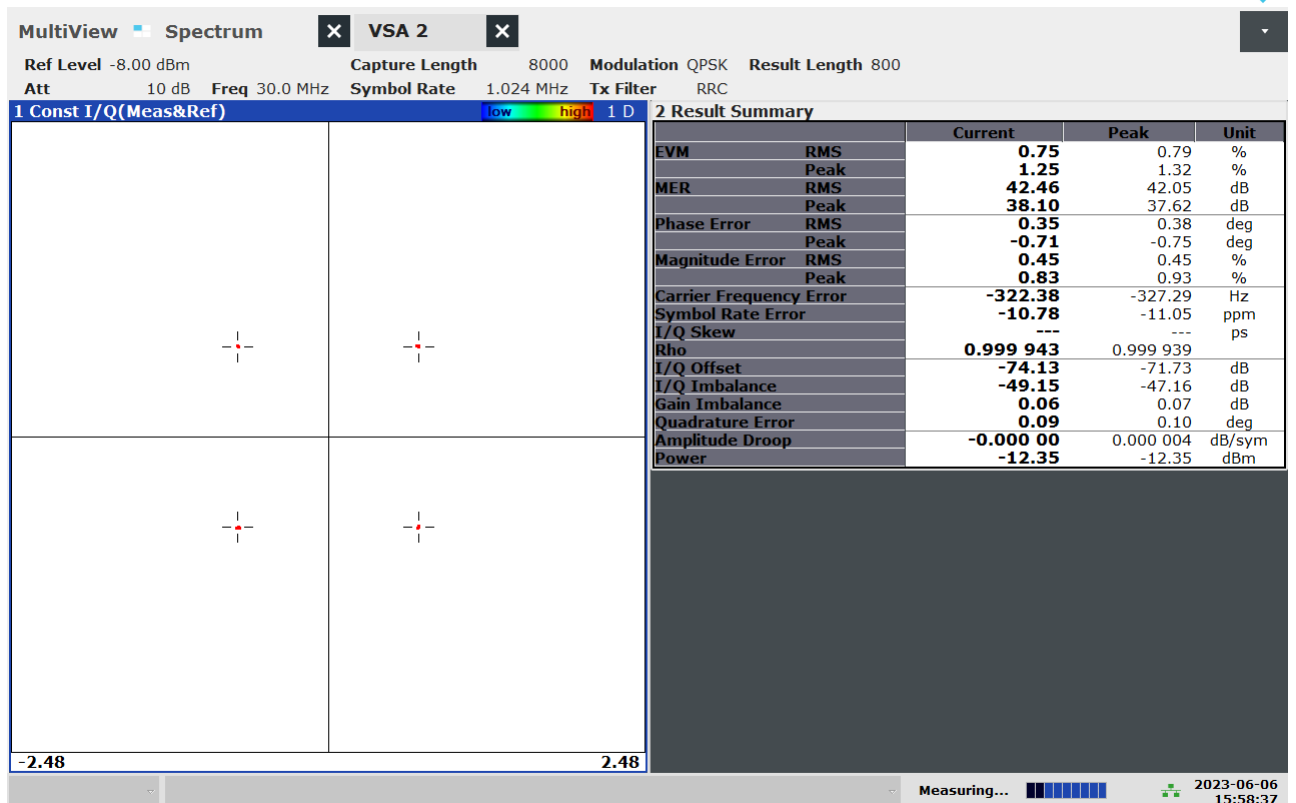 MultiView Spectrum X VSA 2 X
Ref Level -8.00 dBm Capture Length 8000 Modulation QPSK Result Length 800
Att 10 dB Freq 30.0 MHz Symbol Rate 1.024 MHz Tx Filter RRC
1 Const I/Q(Meas&Ref) low high 1 D
-2.48 2.48
2 Result Summary
Current Peak Unit
EVM RMS 0.75 0.79 %
Peak 1.25 1.32 %
MER RMS 42.46 42.05 dB
Peak 38.10 37.62 dB
Phase Error RMS 0.35 0.38 deg
Peak -0.71 -0.75 deg
Magnitude Error RMS 0.45 0.45 %
Peak 0.83 0.93 %
Carrier Frequency Error -322.38 -327.29 Hz
Symbol Rate Error -10.78 -11.05 ppm
I/Q Skew --- --- ps
Rho 0.999 943 0.999 939
I/Q Offset -74.13 -71.73 dB
I/Q Imbalance -49.15 -47.16 dB
Gain Imbalance 0.06 0.07 dB
Quadrature Error 0.09 0.10 deg
Amplitude Droop -0.000 00 0.000 004 dB/sym
Power -12.35 -12.35 dBm
Measuring... 2023-06-06
15:58:37